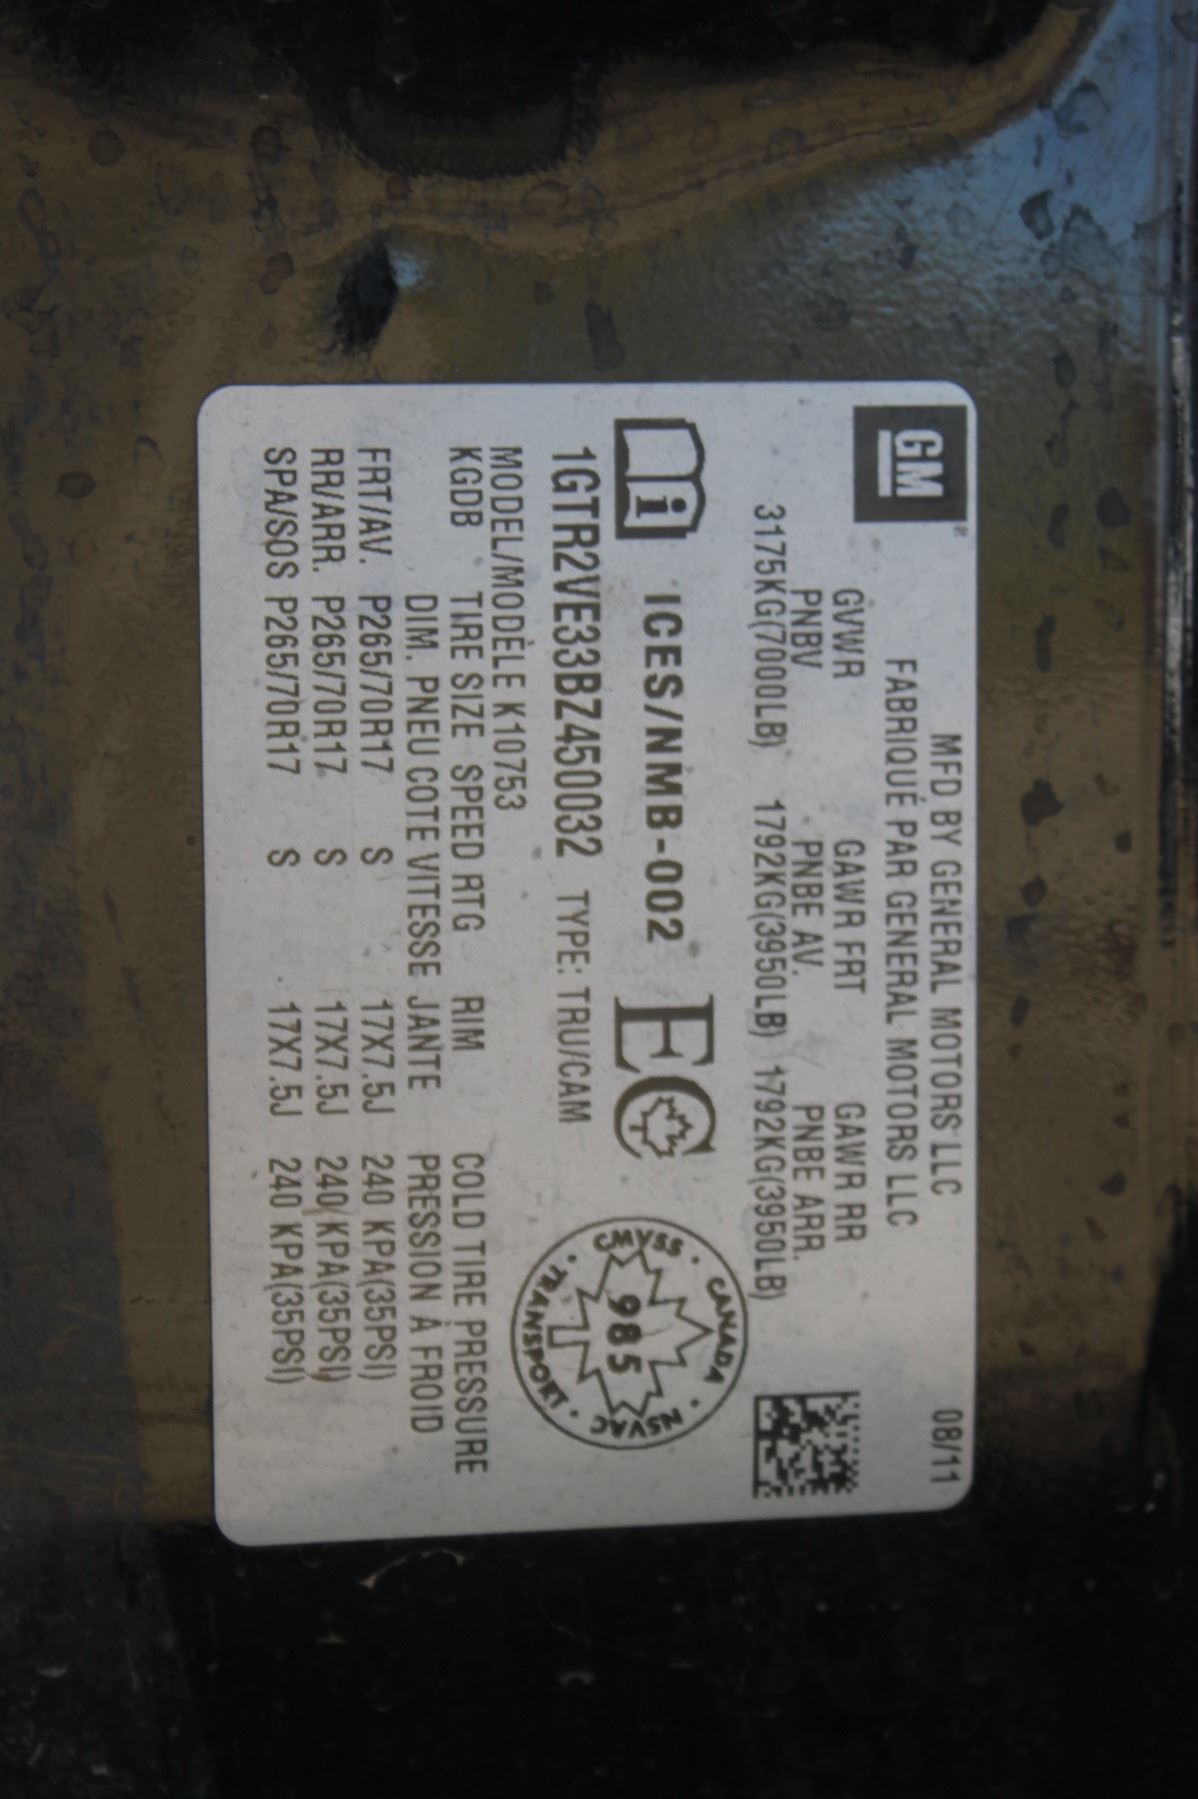 GM
MFD BY GENERAL MOTORS LLC 08/11
FABRIQUÉ PAR GENERAL MOTORS LLC
GVWR GAWR FRT GAWR RR
PNBV PNBE AV. PNBE ARR.
3175KG(7000LB) 1792KG(3950LB) 1792KG(3950LB)
i ICES/NMB-002 EC
CMVSS · CANADA · NSVAC · TRANSPORT ·
985
1GTR2VE33BZ450032 TYPE: TRU/CAM
MODEL/MODÈLE K10753
KGDB TIRE SIZE SPEED RTG RIM COLD TIRE PRESSURE
DIM. PNEU COTE VITESSE JANTE PRESSION À FROID
FRT/AV. P265/70R17 S 17X7.5J 240 KPA(35PSI)
RR/ARR. P265/70R17 S 17X7.5J 240 KPA(35PSI)
SPA/SOS P265/70R17 S 17X7.5J 240 KPA(35PSI)